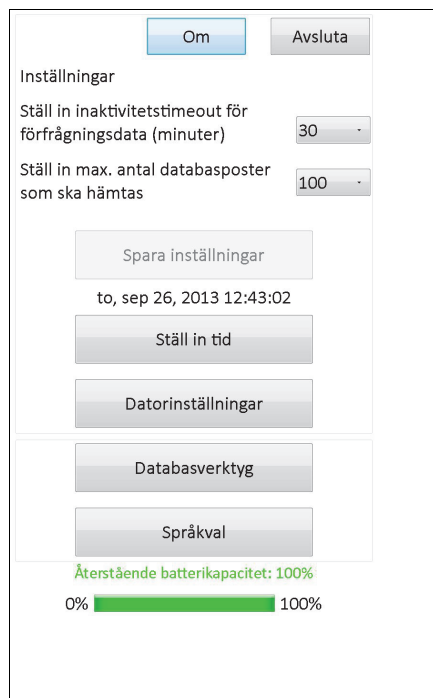 Om Avsluta
Inställningar
Ställ in inaktivitetstimeout för
förfrågningsdata (minuter) 30
Ställ in max. antal databasposter
som ska hämtas 100
Spara inställningar
to, sep 26, 2013 12:43:02
Ställ in tid
Datorinställningar
Databasverktyg
Språkval
Återstående batterikapacitet: 100%
0% 100%